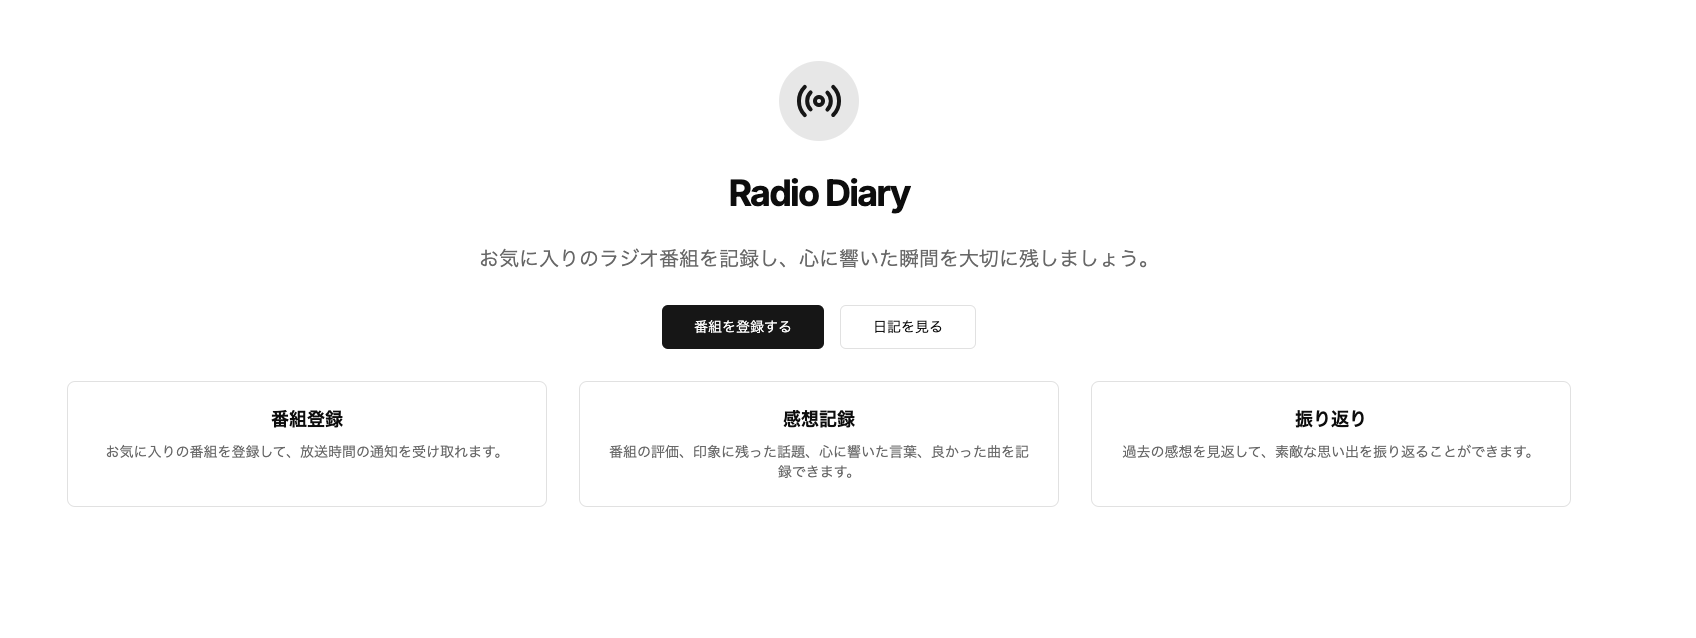 Radio Diary
お気に入りのラジオ番組を記録し、心に響いた瞬間を大切に残しましょう。
番組を登録する
日記を見る
番組登録
お気に入りの番組を登録して、放送時間の通知を受け取れます。
感想記録
番組の評価、印象に残った話題、心に響いた言葉、良かった曲を記
録できます。
振り返り
過去の感想を見返して、素敵な思い出を振り返ることができます。